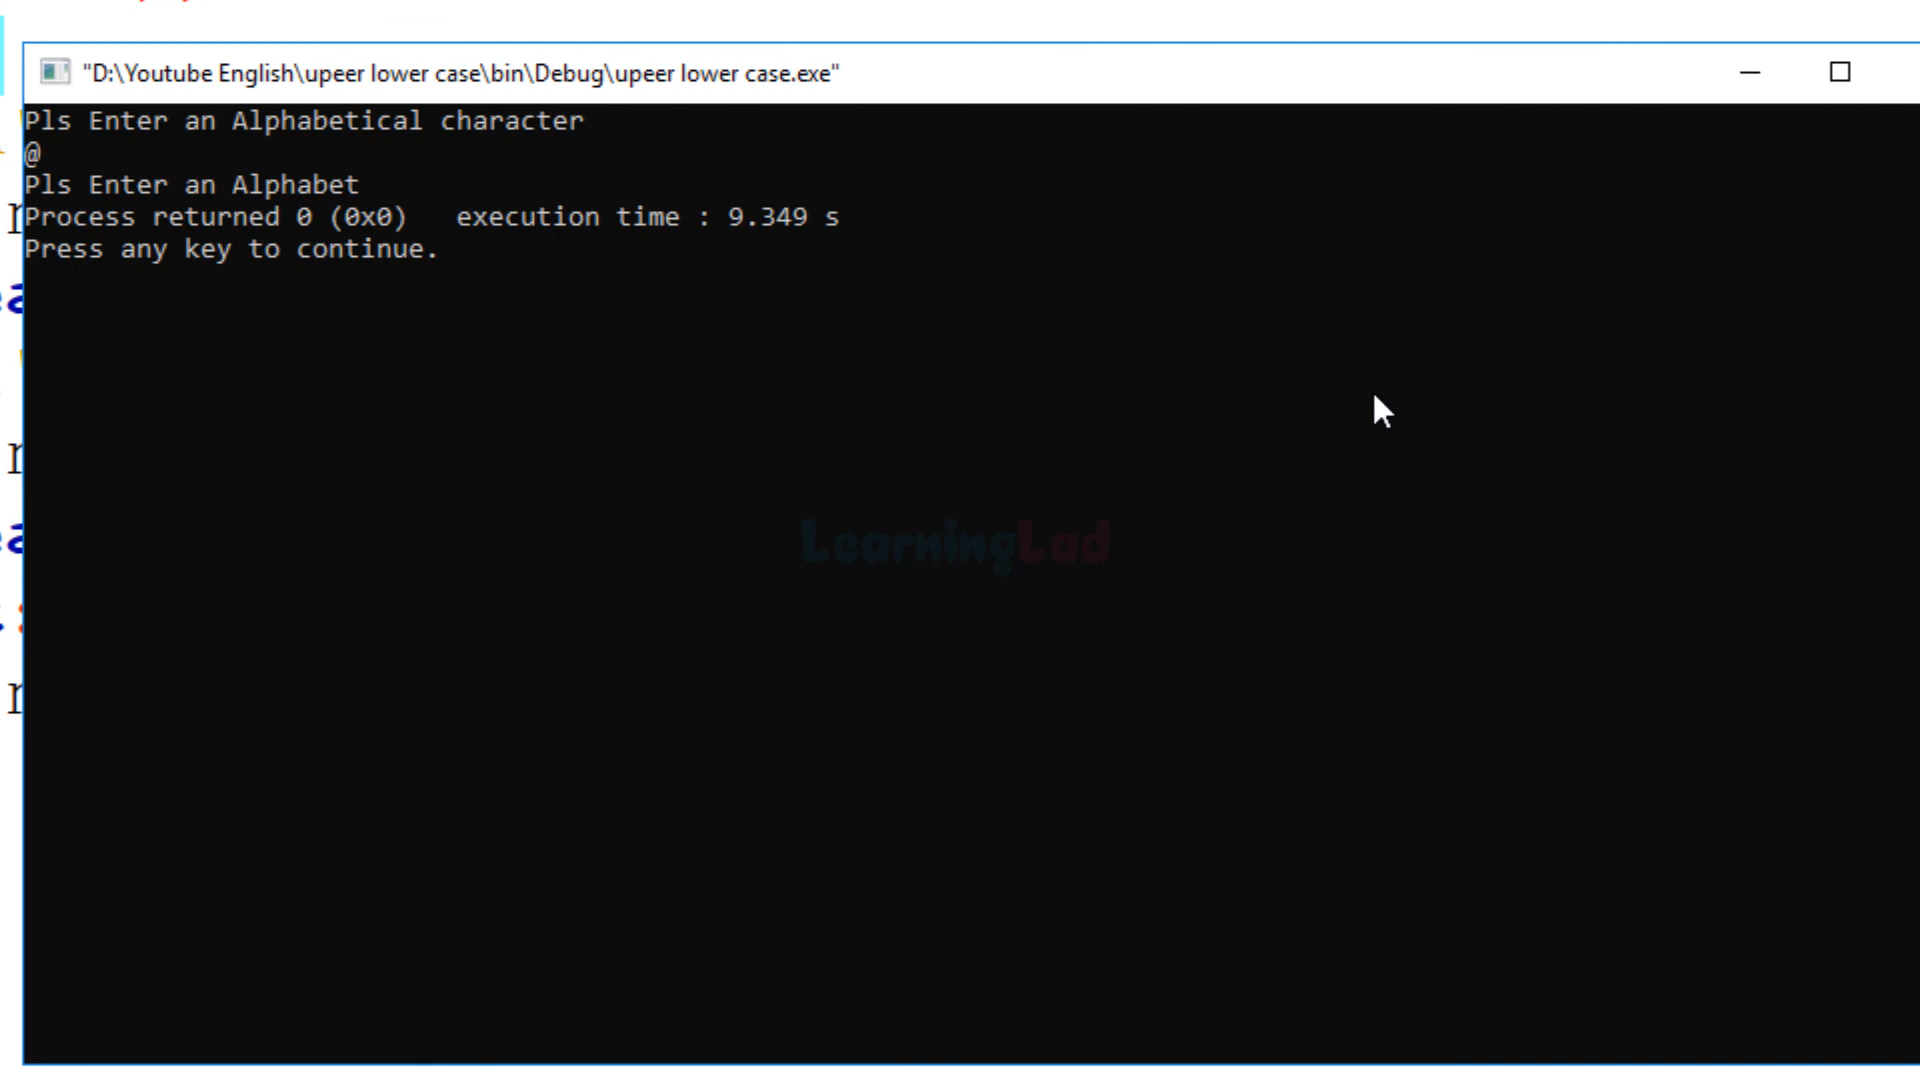 "D:\Youtube English\upeer lower case\bin\Debug\upeer lower case.exe"
Pls Enter an Alphabetical character
@
Pls Enter an Alphabet
Process returned 0 (0x0)   execution time : 9.349 s
Press any key to continue.
LearningLad